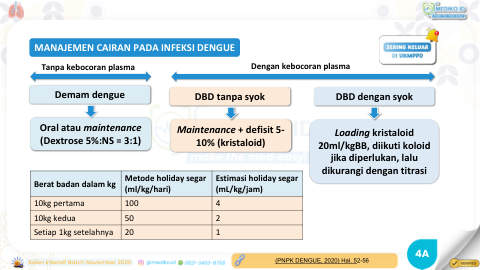 MEDIKO.ID
MANAJEMEN CAIRAN PADA INFEKSI DENGUE
SERING KELUAR
DI UKMPPD
Tanpa kebocoran plasma
Dengan kebocoran plasma
Demam dengue
DBD tanpa syok
DBD dengan syok
Oral atau maintenance
(Dextrose 5%:NS = 3:1)
Maintenance + defisit 5-
10% (kristaloid)
Loading kristaloid
20ml/kgBB, diikuti koloid
jika diperlukan, lalu
dikurangi dengan titrasi
Berat badan dalam kg
Metode holiday segar
(ml/kg/hari)
Estimasi holiday segar
(mL/kg/jam)
10kg pertama 100 4
10kg kedua 50 2
Setiap 1kg setelahnya 20 1
(PNPK DENGUE, 2020) Hal. 52-56
4A